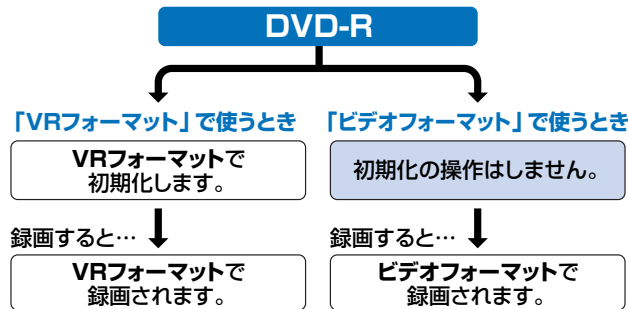 DVD-R
「VRフォーマット」で使うとき
VRフォーマットで
初期化します。
録画すると…
VRフォーマットで
録画されます。
「ビデオフォーマット」で使うとき
初期化の操作はしません。
録画すると…
ビデオフォーマットで
録画されます。